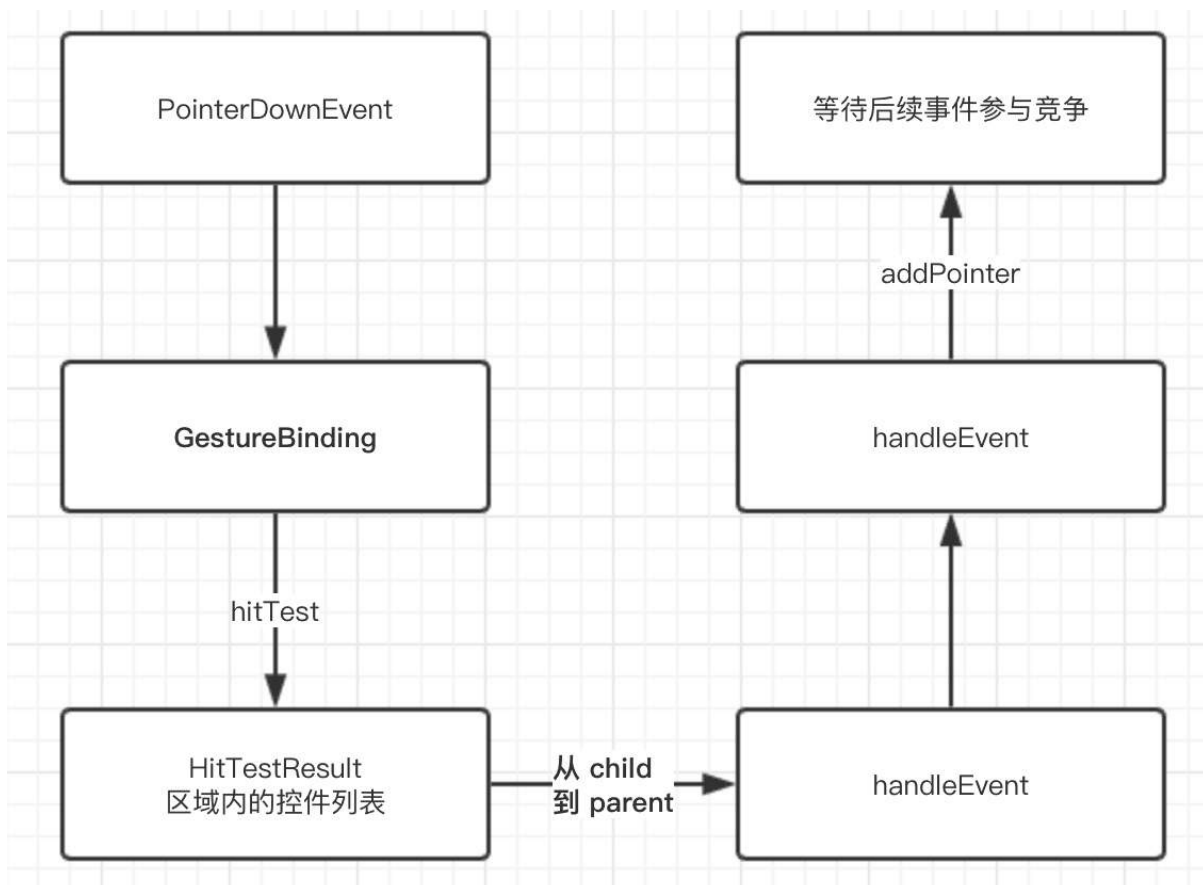 PointerDownEvent
GestureBinding
hitTest
HitTestResult
区域内的控件列表
从 child
到 parent
handleEvent
handleEvent
addPointer
等待后续事件参与竞争